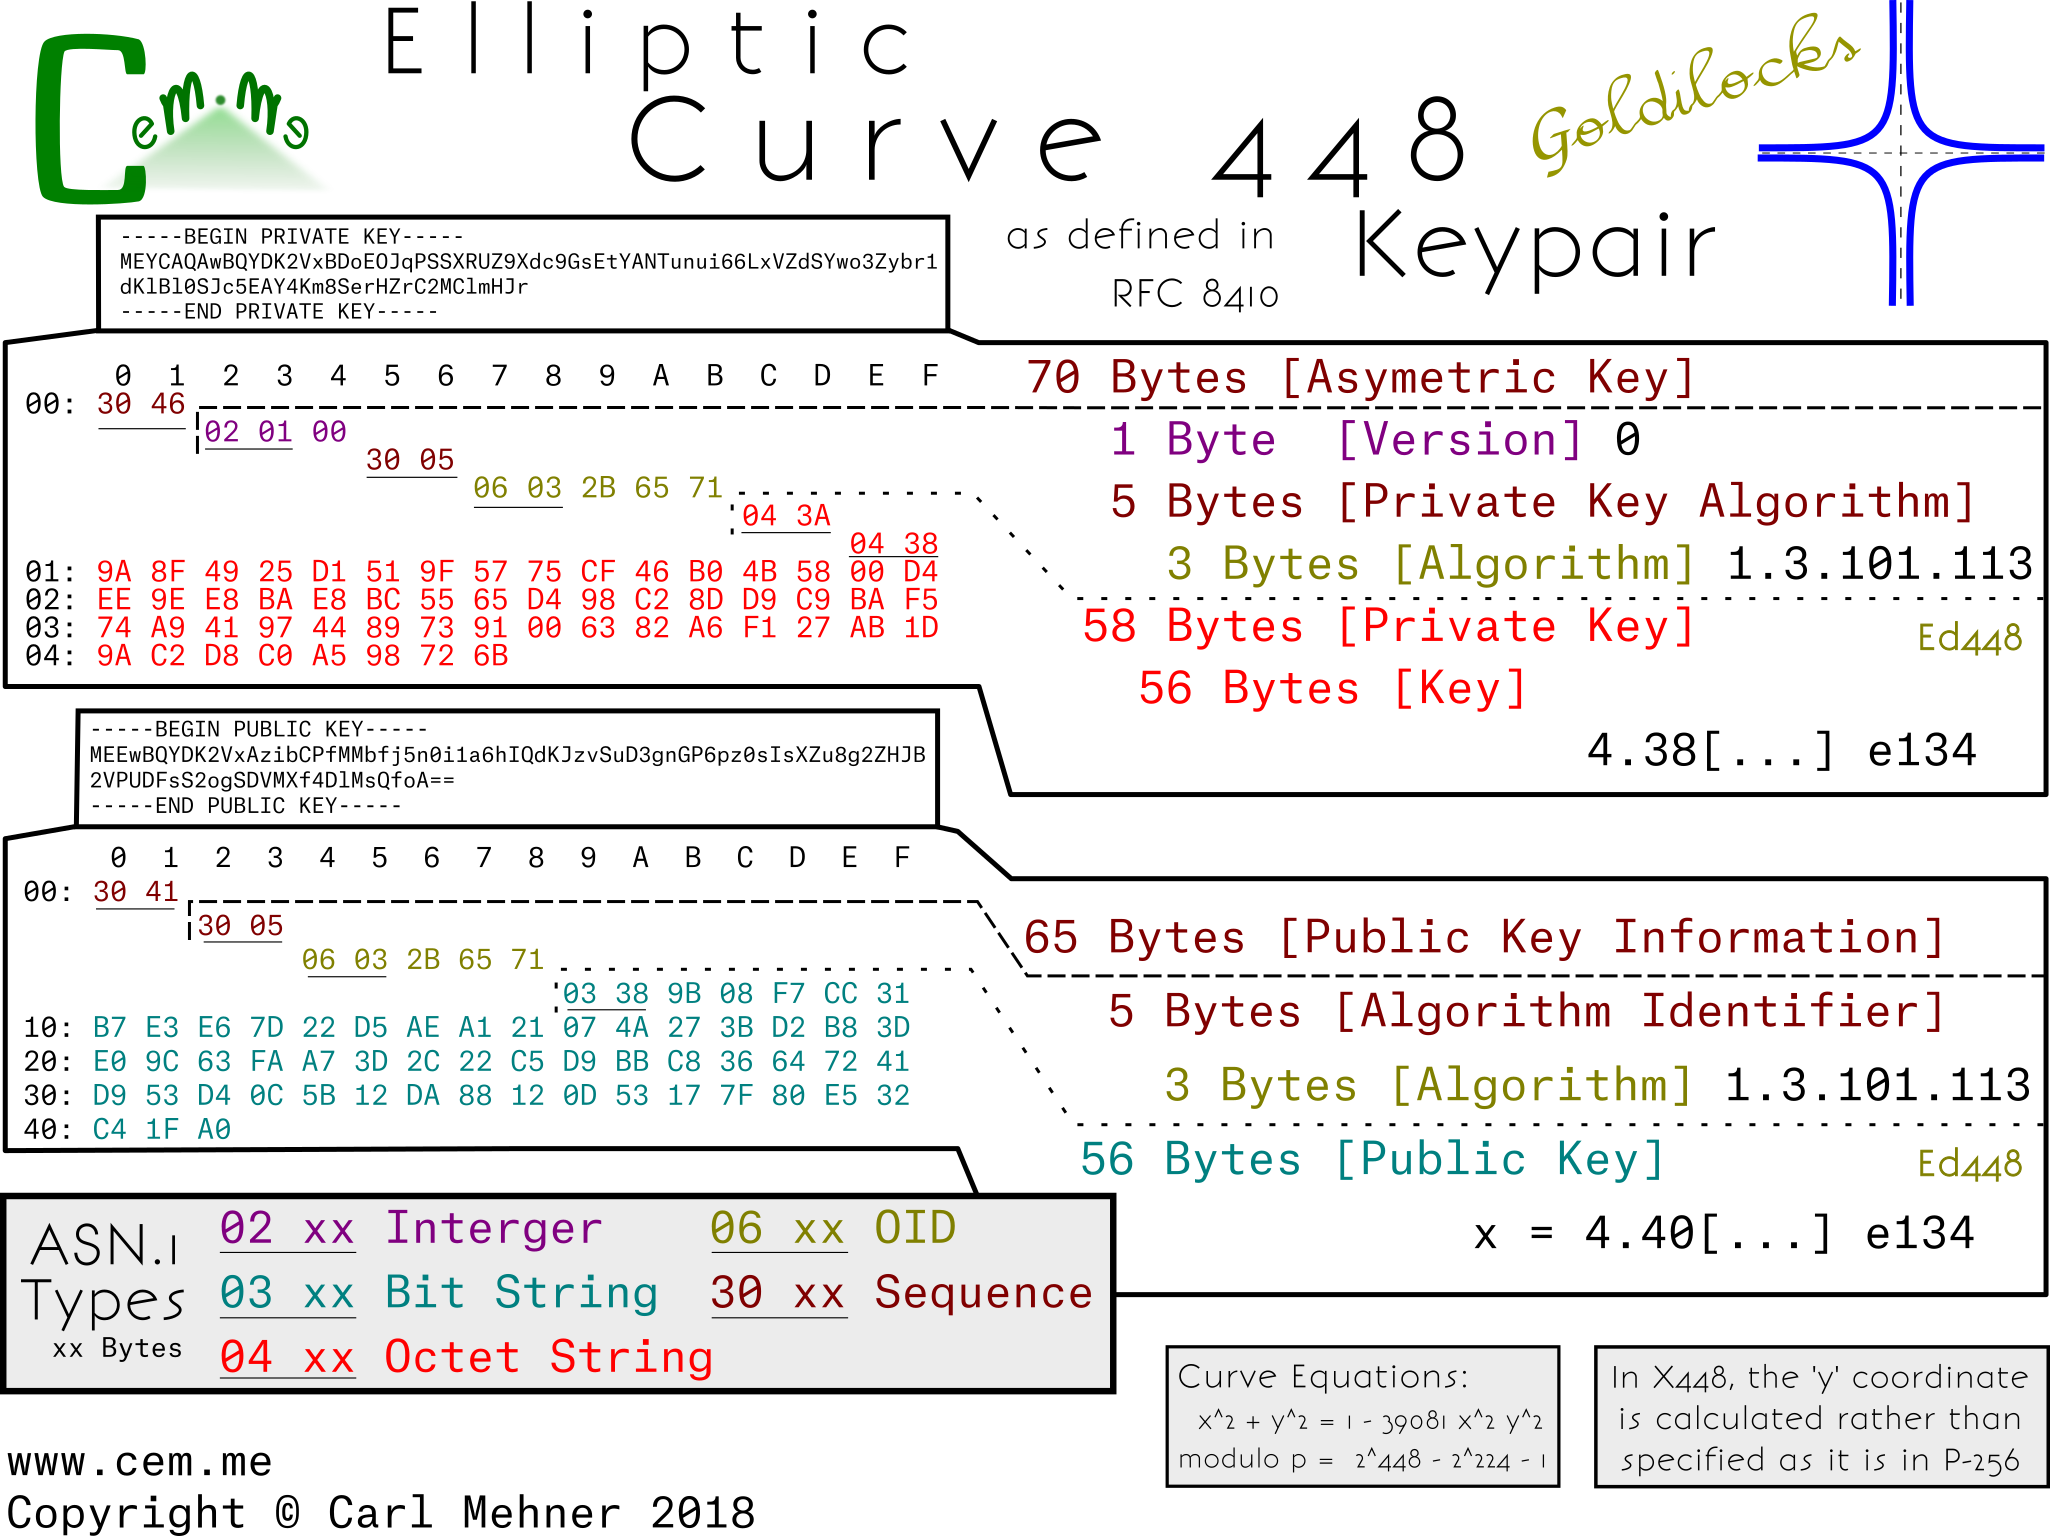 Cemme
Elliptic
Curve 448
Goldilocks
as defined in
RFC 8410
Keypair
-----BEGIN PRIVATE KEY-----
MEYCAQAwBQYDK2VxBDoEOJqPSSXRUZ9Xdc9GsEtYANTunui66LxVZdSYwo3Zybr1
dKlBl0SJc5EAY4Km8SerHZrC2MClmHJr
-----END PRIVATE KEY-----
0 1 2 3 4 5 6 7 8 9 A B C D E F
00: 30 46
02 01 00
30 05
06 03 2B 65 71
04 3A
04 38
01: 9A 8F 49 25 D1 51 9F 57 75 CF 46 B0 4B 58 00 D4
02: EE 9E E8 BA E8 BC 55 65 D4 98 C2 8D D9 C9 BA F5
03: 74 A9 41 97 44 89 73 91 00 63 82 A6 F1 27 AB 1D
04: 9A C2 D8 C0 A5 98 72 6B
70 Bytes [Asymetric Key]
1 Byte [Version] 0
5 Bytes [Private Key Algorithm]
3 Bytes [Algorithm] 1.3.101.113
58 Bytes [Private Key]
Ed448
56 Bytes [Key]
4.38[...] e134
-----BEGIN PUBLIC KEY-----
MEEwBQYDK2VxAzibCPfMMbfj5n0i1a6hIQdKJzvSuD3gnGP6pz0sIsXZu8g2ZHJB
2VPUDFsS2ogSDVMXf4DlMsQfoA==
-----END PUBLIC KEY-----
0 1 2 3 4 5 6 7 8 9 A B C D E F
00: 30 41
30 05
06 03 2B 65 71
03 38 9B 08 F7 CC 31
10: B7 E3 E6 7D 22 D5 AE A1 21 07 4A 27 3B D2 B8 3D
20: E0 9C 63 FA A7 3D 2C 22 C5 D9 BB C8 36 64 72 41
30: D9 53 D4 0C 5B 12 DA 88 12 0D 53 17 7F 80 E5 32
40: C4 1F A0
65 Bytes [Public Key Information]
5 Bytes [Algorithm Identifier]
3 Bytes [Algorithm] 1.3.101.113
56 Bytes [Public Key]
Ed448
x = 4.40[...] e134
ASN.1
Types
xx Bytes
02 xx Interger
03 xx Bit String
04 xx Octet String
06 xx OID
30 xx Sequence
Curve Equations:
x^2 + y^2 = 1 - 39081 x^2 y^2
modulo p = 2^448 - 2^224 - 1
In X448, the 'y' coordinate
is calculated rather than
specified as it is in P-256
www.cem.me
Copyright © Carl Mehner 2018